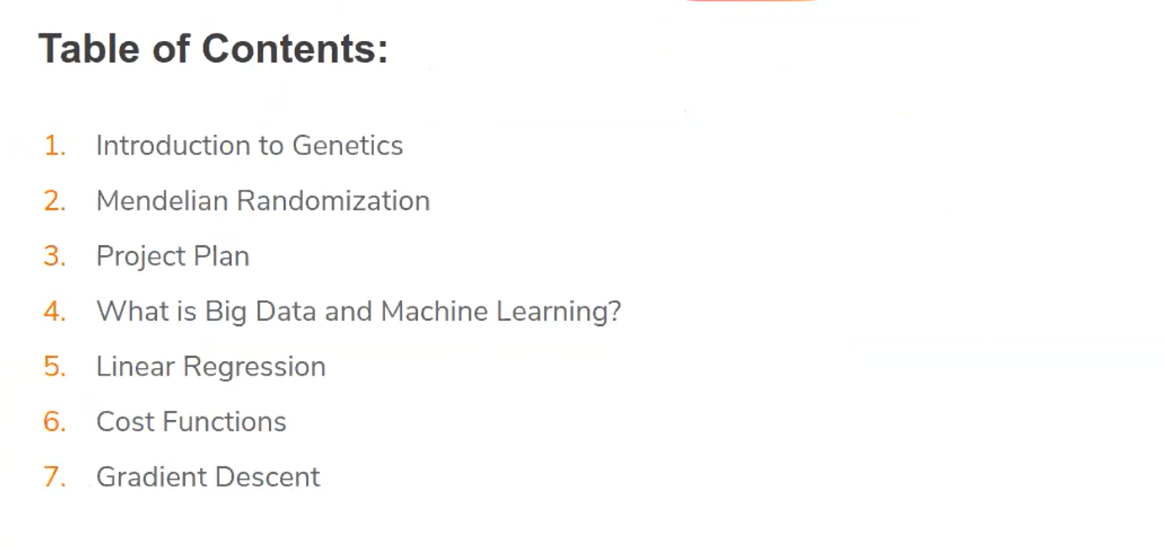 Table of Contents:
1. Introduction to Genetics
2. Mendelian Randomization
3. Project Plan
4. What is Big Data and Machine Learning?
5. Linear Regression
6. Cost Functions
7. Gradient Descent